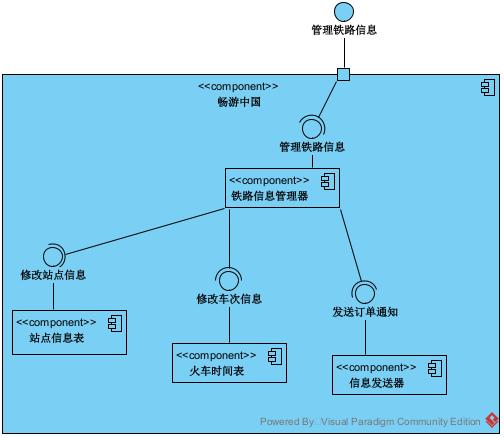 管理铁路信息
<<component>>
畅游中国
管理铁路信息
<<component>>
铁路信息管理器
修改站点信息
修改车次信息
发送订单通知
<<component>>
站点信息表
<<component>>
火车时间表
<<component>>
信息发送器
Powered By Visual Paradigm Community Edition